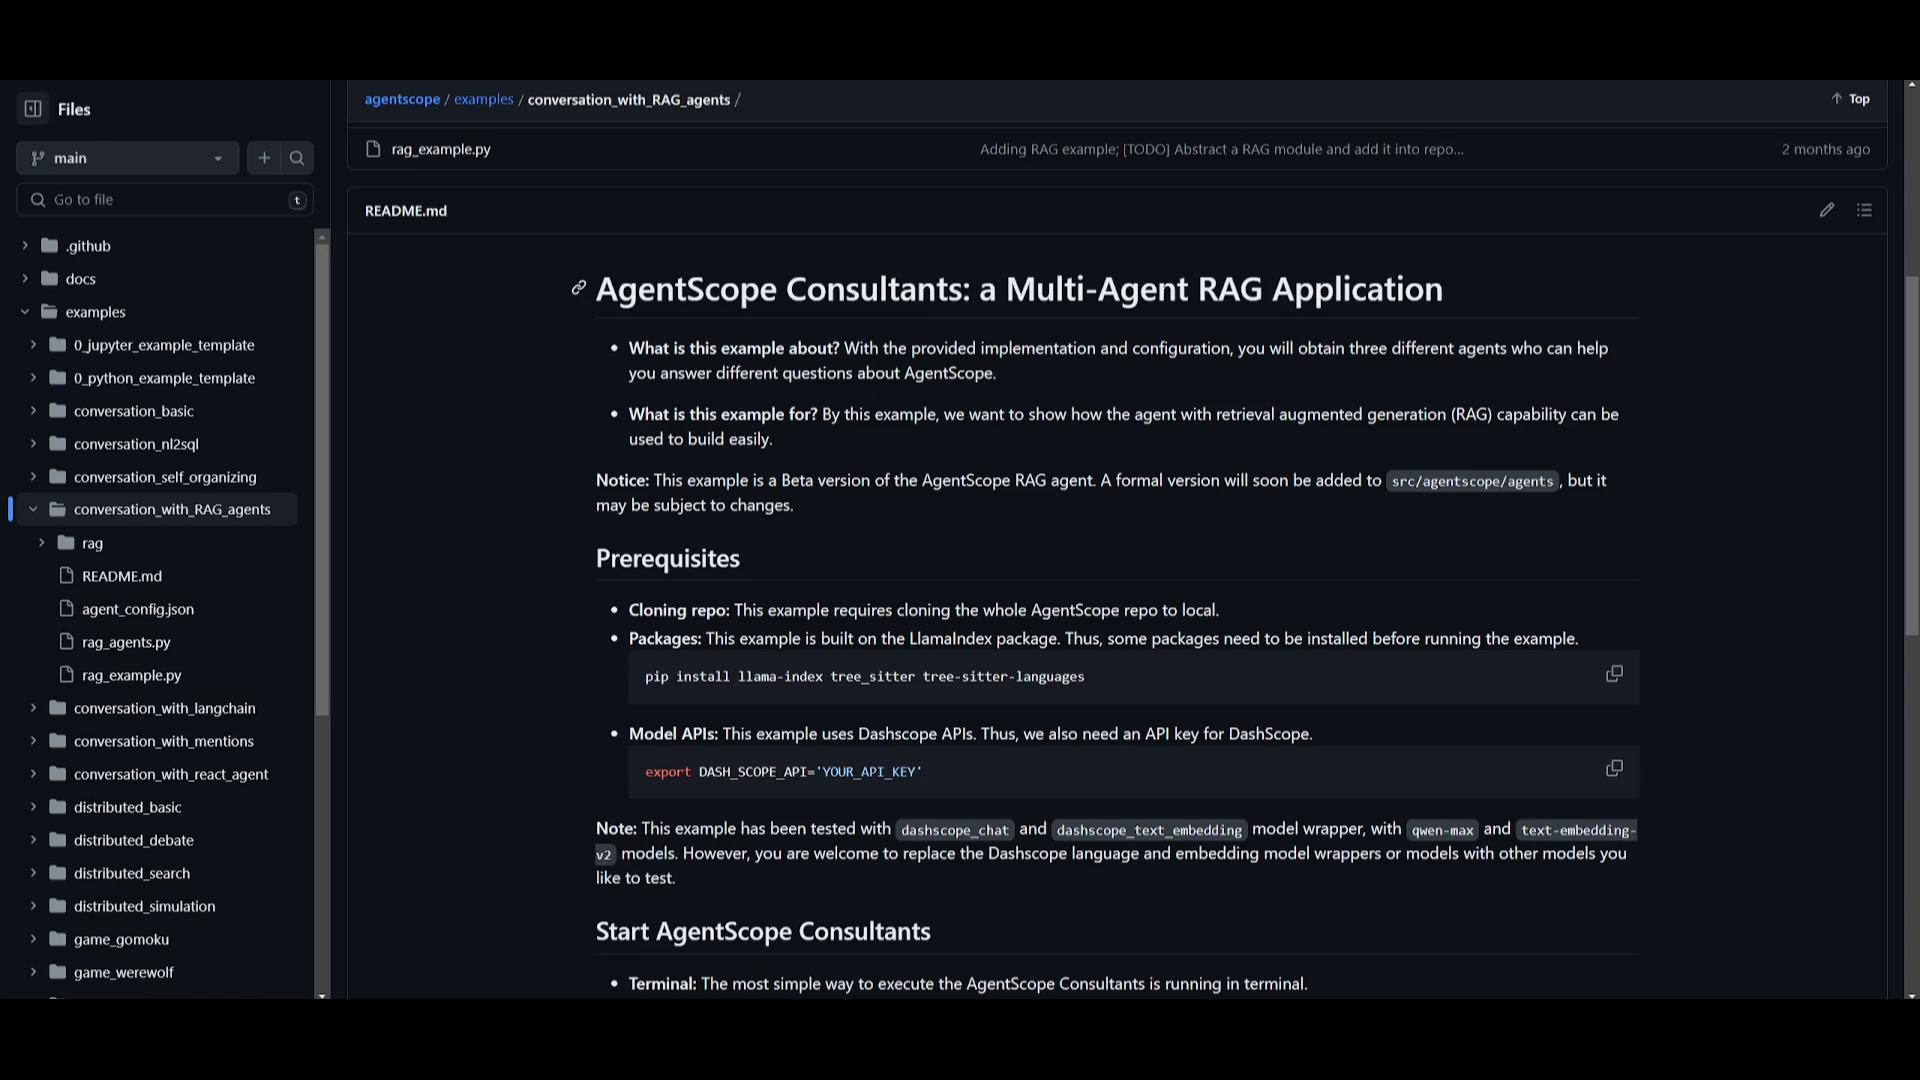 Files
main
Go to file
t
.github
docs
examples
0_jupyter_example_template
0_python_example_template
conversation_basic
conversation_nl2sql
conversation_self_organizing
conversation_with_RAG_agents
rag
README.md
agent_config.json
rag_agents.py
rag_example.py
conversation_with_langchain
conversation_with_mentions
conversation_with_react_agent
distributed_basic
distributed_debate
distributed_search
distributed_simulation
game_gomoku
game_werewolf
agentscope / examples / conversation_with_RAG_agents /
Top
rag_example.py Adding RAG example; [TODO] Abstract a RAG module and add it into repo... 2 months ago
README.md
AgentScope Consultants: a Multi-Agent RAG Application
• What is this example about? With the provided implementation and configuration, you will obtain three different agents who can help
you answer different questions about AgentScope.
• What is this example for? By this example, we want to show how the agent with retrieval augmented generation (RAG) capability can be
used to build easily.
Notice: This example is a Beta version of the AgentScope RAG agent. A formal version will soon be added to src/agentscope/agents , but it
may be subject to changes.
Prerequisites
• Cloning repo: This example requires cloning the whole AgentScope repo to local.
• Packages: This example is built on the LlamaIndex package. Thus, some packages need to be installed before running the example.
pip install llama-index tree_sitter tree-sitter-languages
• Model APIs: This example uses Dashscope APIs. Thus, we also need an API key for DashScope.
export DASH_SCOPE_API='YOUR_API_KEY'
Note: This example has been tested with dashscope_chat and dashscope_text_embedding model wrapper, with qwen-max and text-embedding-
v2 models. However, you are welcome to replace the Dashscope language and embedding model wrappers or models with other models you
like to test.
Start AgentScope Consultants
• Terminal: The most simple way to execute the AgentScope Consultants is running in terminal.